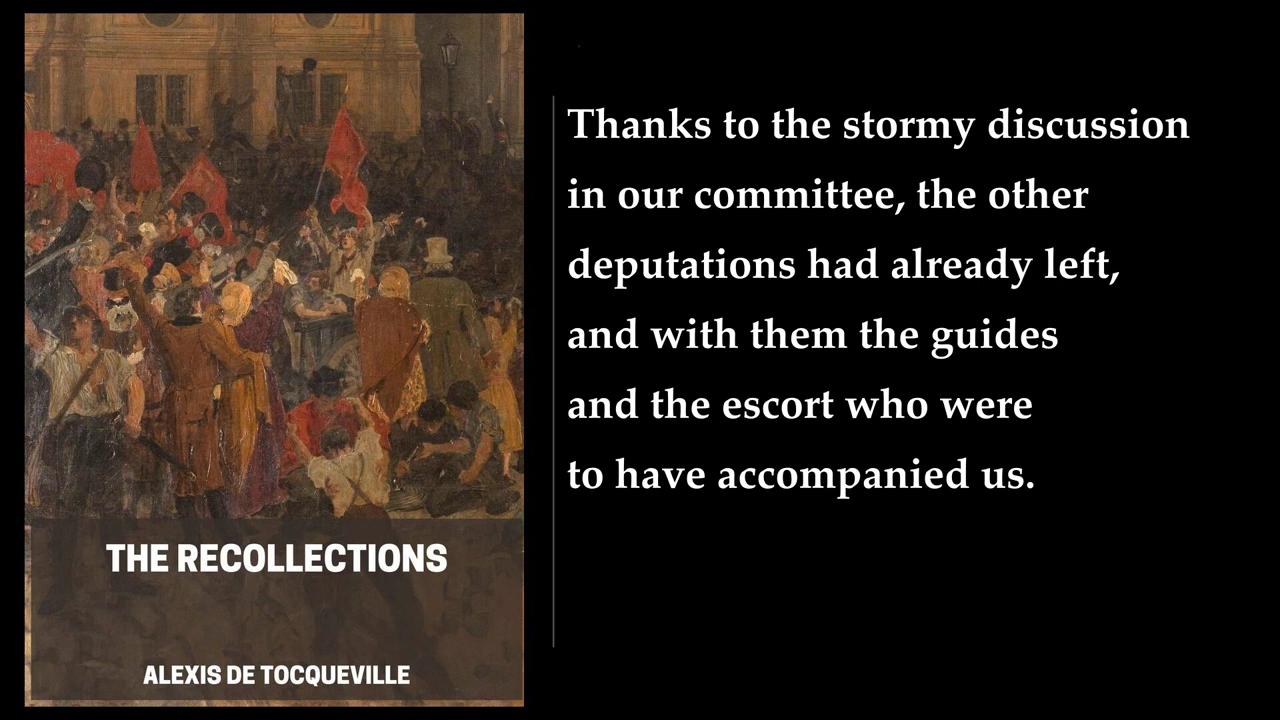 THE RECOLLECTIONS
ALEXIS DE TOCQUEVILLE
Thanks to the stormy discussion
in our committee, the other
deputations had already left,
and with them the guides
and the escort who were
to have accompanied us.